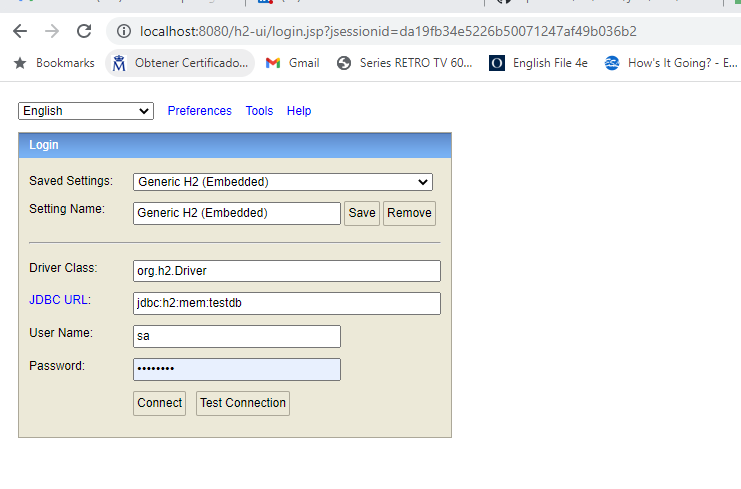 localhost:8080/h2-ui/login.jsp?jsessionid=da19fb34e5226b50071247af49b036b2
Bookmarks Obtener Certificado... Gmail Series RETRO TV 60... English File 4e How's It Going? - E...
English Preferences Tools Help
Login
Saved Settings: Generic H2 (Embedded)
Setting Name: Generic H2 (Embedded) Save Remove
Driver Class: org.h2.Driver
JDBC URL: jdbc:h2:mem:testdb
User Name: sa
Password: ••••••••
Connect Test Connection